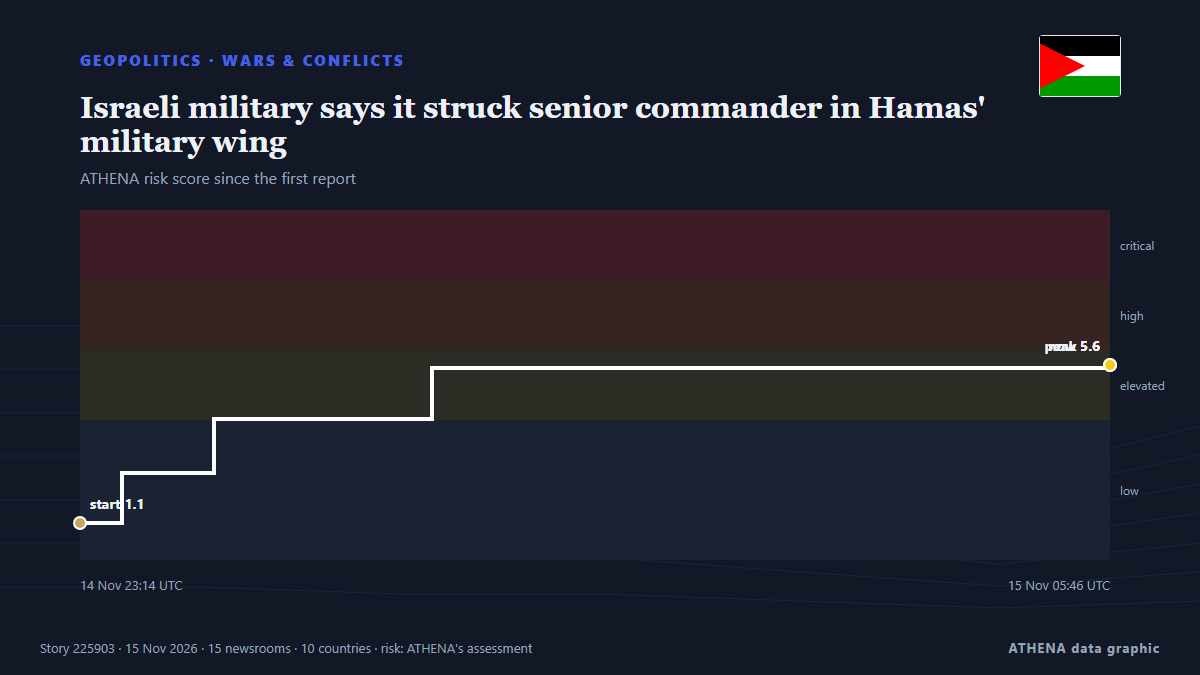 GEOPOLITICS · WARS & CONFLICTS
Israeli military says it struck senior commander in Hamas'
military wing
ATHENA risk score since the first report
critical
high
peak 5.6
elevated
low
start 1.1
14 Nov 23:14 UTC
15 Nov 05:46 UTC
Story 225903 · 15 Nov 2026 · 15 newsrooms · 10 countries · risk: ATHENA's assessment
ATHENA data graphic